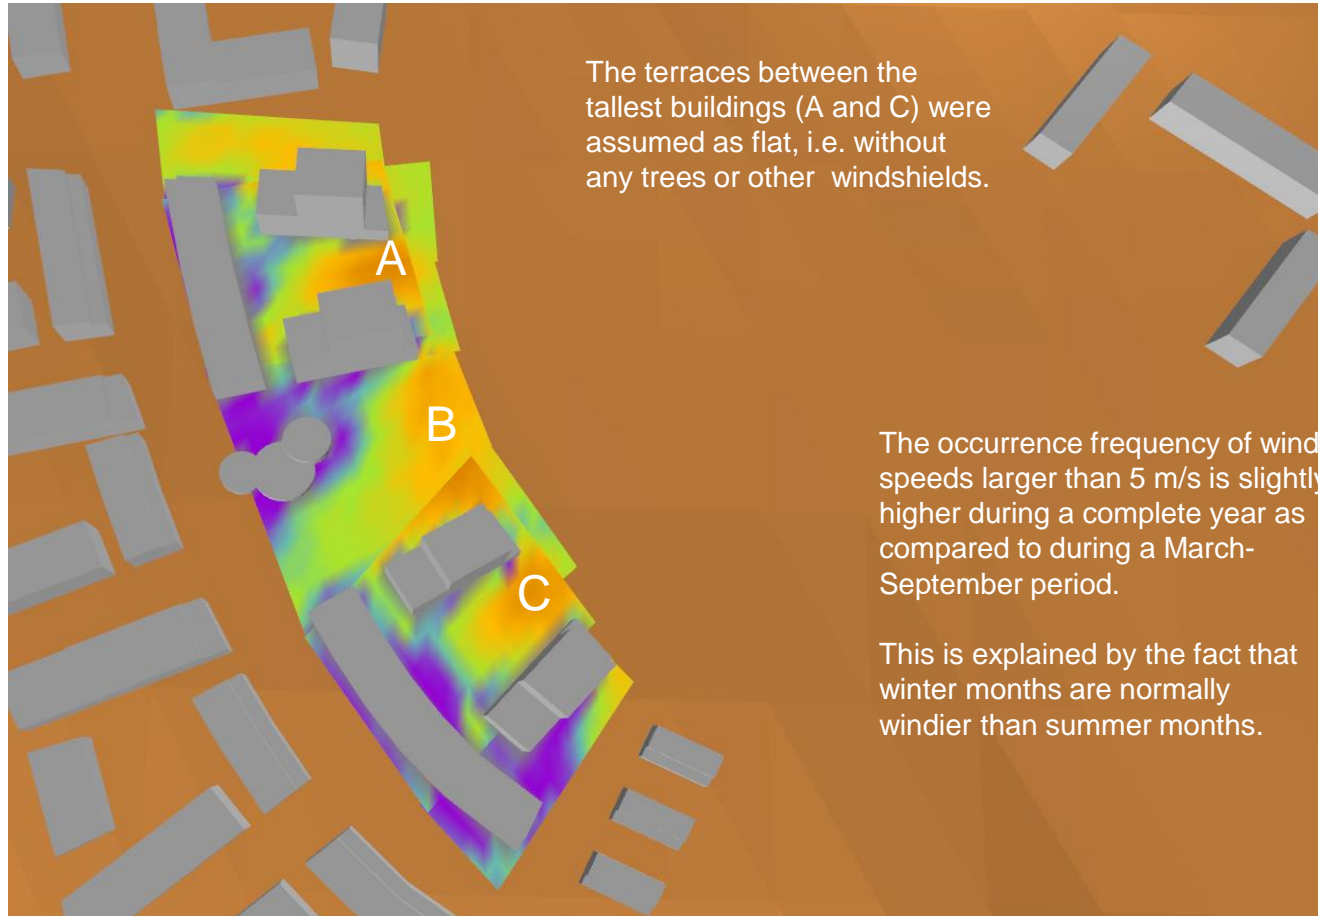 The terraces between the
tallest buildings (A and C) were
assumed as flat, i.e. without
any trees or other windshields.
A
B
The occurrence frequency of wind
speeds larger than 5 m/s is slightly
higher during a complete year as
compared to during a March-
September period.
C
This is explained by the fact that
winter months are normally
windier than summer months.